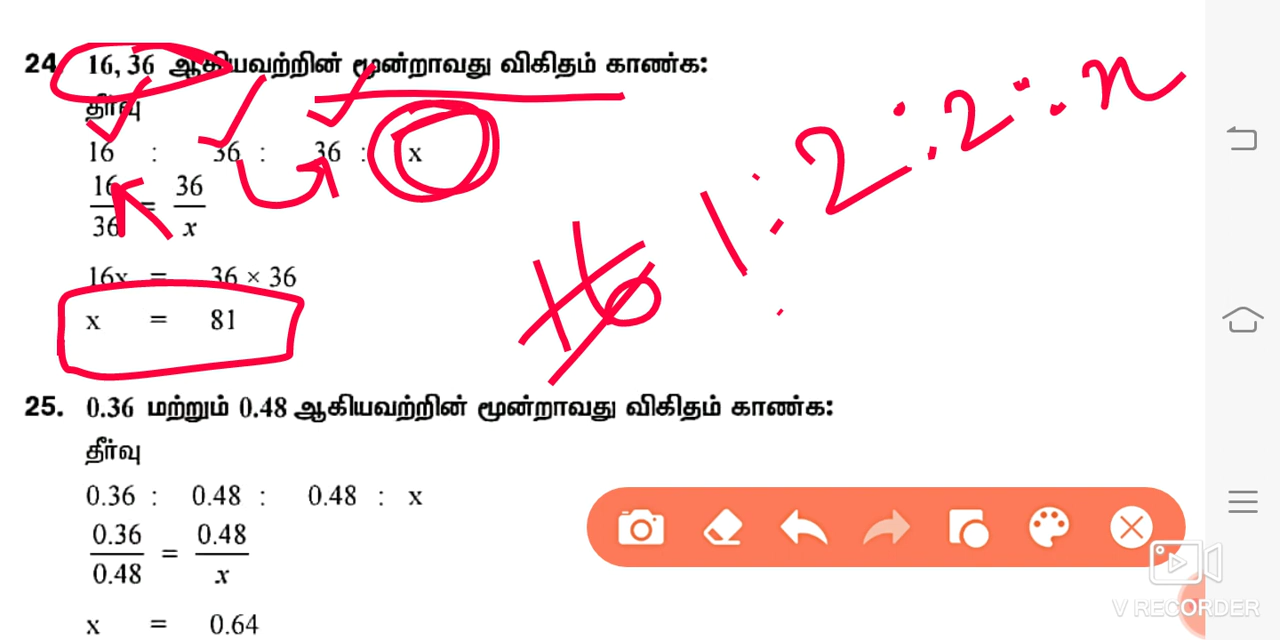 24. 16, 36 ஆகியவற்றின் மூன்றாவது விகிதம் காண்க:
தீர்வு
16 : 36 : 36 : x
16/36 = 36/x
16x = 36 × 36
x = 81
1 : 2 : 2 : x
16
25. 0.36 மற்றும் 0.48 ஆகியவற்றின் மூன்றாவது விகிதம் காண்க:
தீர்வு
0.36 : 0.48 : 0.48 : x
0.36/0.48 = 0.48/x
x = 0.64
V RECORDER